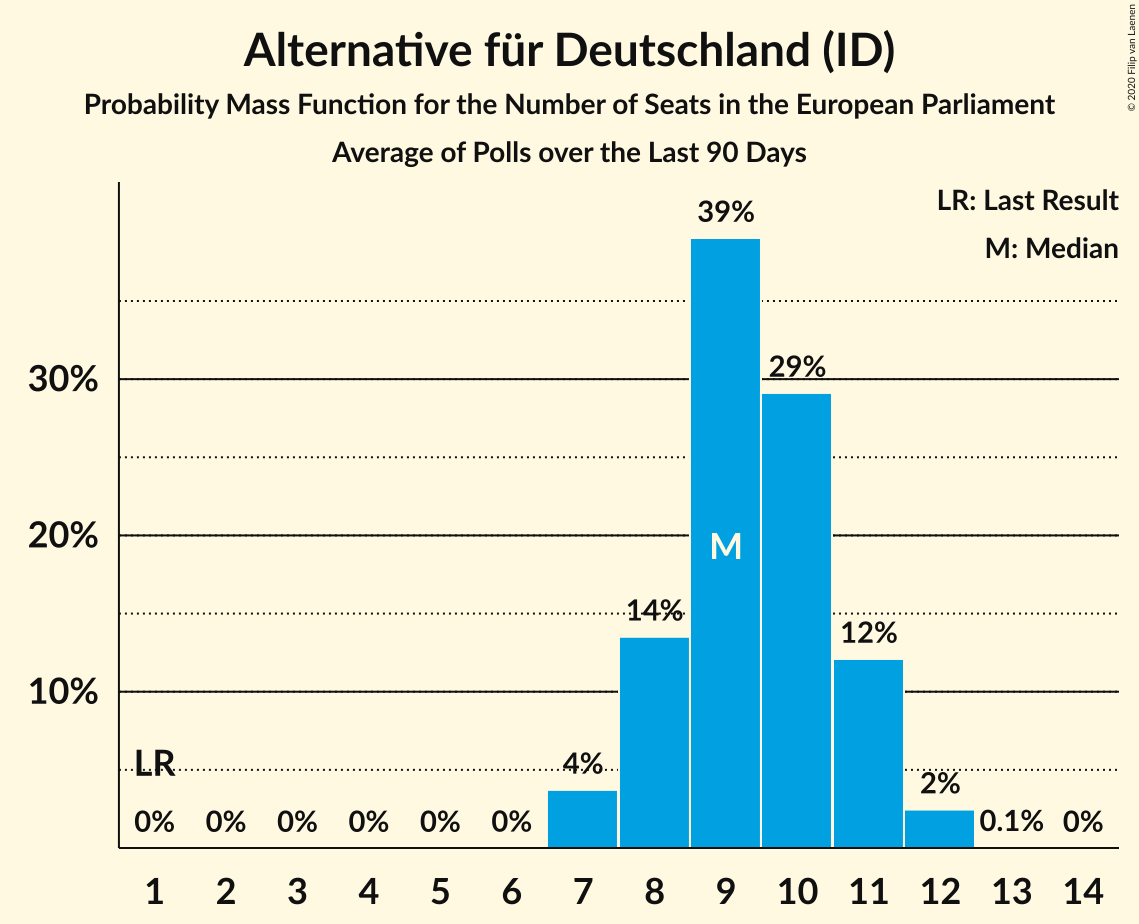 Alternative für Deutschland (ID)
Probability Mass Function for the Number of Seats in the European Parliament
Average of Polls over the Last 90 Days
© 2020 Filip van Laenen
LR: Last Result
M: Median
39%
30%
29%
20%
M
14%
12%
10%
LR
4%
2%
0% 0% 0% 0% 0% 0% 0.1% 0%
1 2 3 4 5 6 7 8 9 10 11 12 13 14